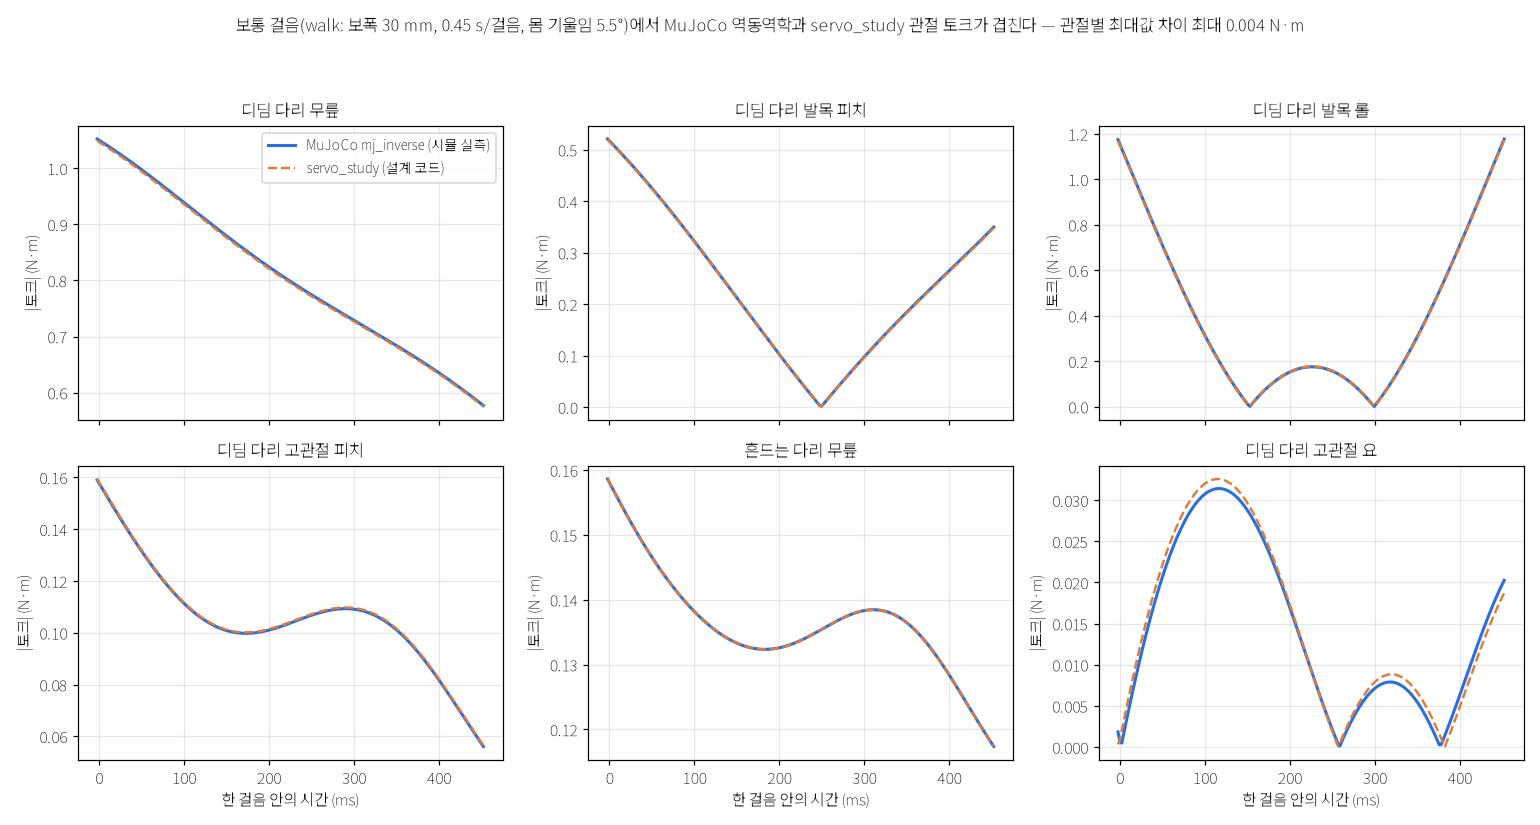 보통 걸음(walk: 보폭 30 mm, 0.45 s/걸음, 몸 기울임 5.5°)에서 MuJoCo 역동역학과 servo_study 관절 토크가 겹친다 — 관절별 최대값 차이 최대 0.004 N·m
디딤 다리 무릎
MuJoCo mj_inverse (시뮬 실측)
servo_study (설계 코드)
|토크| (N·m)
1.0
0.9
0.8
0.7
0.6
디딤 다리 발목 피치
|토크| (N·m)
0.5
0.4
0.3
0.2
0.1
0.0
디딤 다리 발목 롤
|토크| (N·m)
1.2
1.0
0.8
0.6
0.4
0.2
0.0
디딤 다리 고관절 피치
|토크| (N·m)
0.16
0.14
0.12
0.10
0.08
0.06
0 100 200 300 400
한 걸음 안의 시간 (ms)
흔드는 다리 무릎
|토크| (N·m)
0.16
0.15
0.14
0.13
0.12
0 100 200 300 400
한 걸음 안의 시간 (ms)
디딤 다리 고관절 요
|토크| (N·m)
0.030
0.025
0.020
0.015
0.010
0.005
0.000
0 100 200 300 400
한 걸음 안의 시간 (ms)